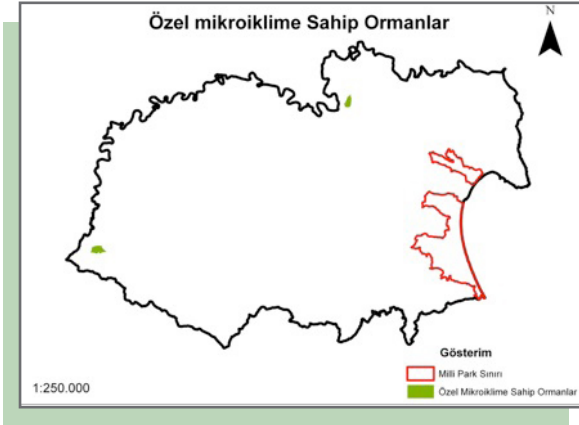 Özel mikroiklime Sahip Ormanlar
N
Gösterim
Milli Park Sınırı
Özel Mikroiklime Sahip Ormanlar
1:250.000